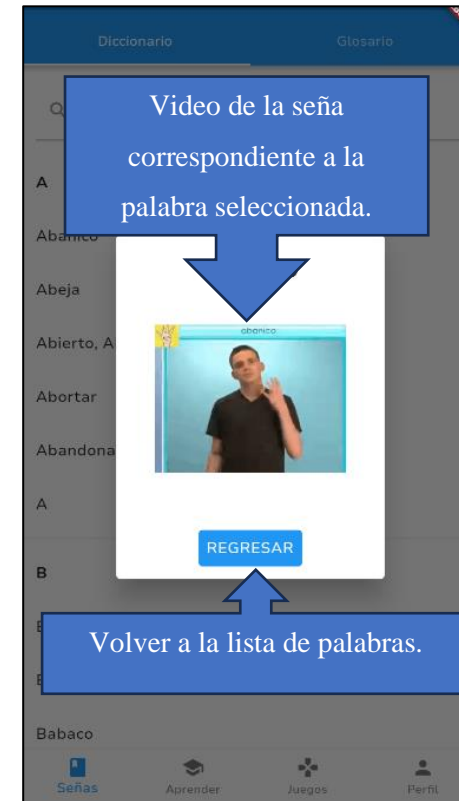 Diccionario
Glosario
Video de la seña
correspondiente a la
palabra seleccionada.
A
Abanico
Abeja
abanico
Abierto, A
Abortar
Abandona
A
REGRESAR
B
Volver a la lista de palabras.
Babaco
Señas
Aprender
Juegos
Perfil